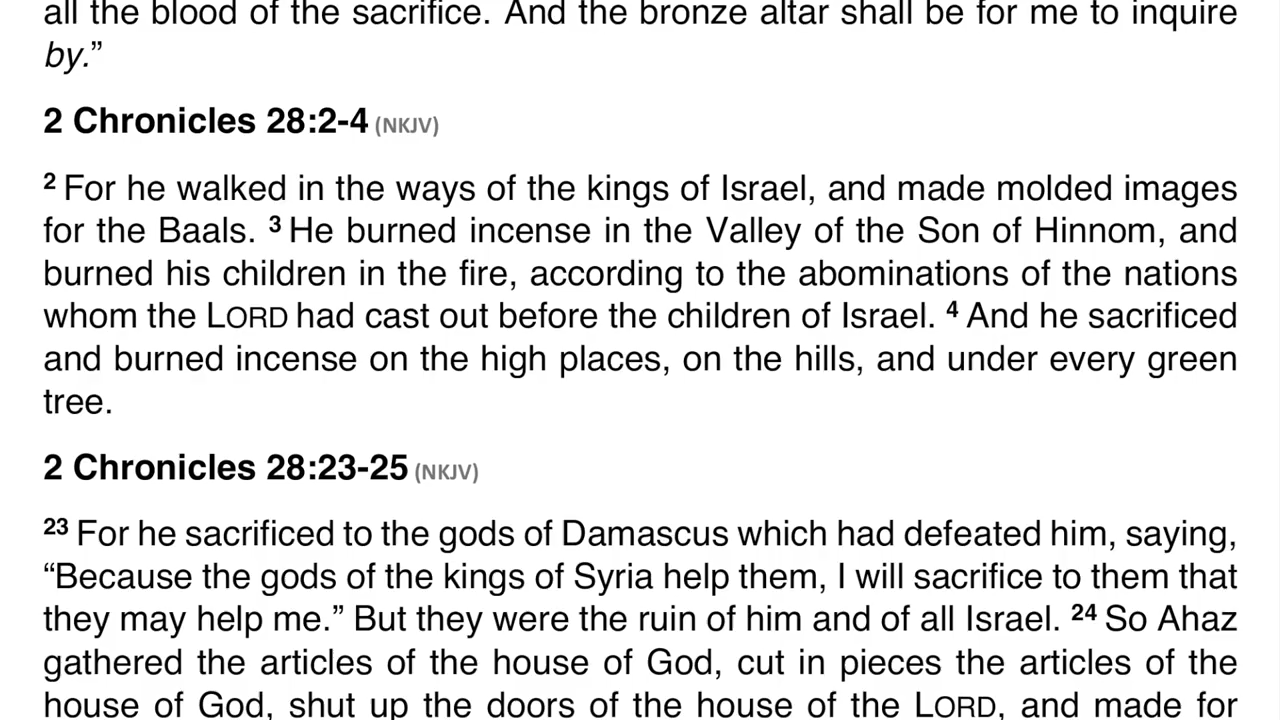 all the blood of the sacrifice. And the bronze altar shall be for me to inquire
by.”
2 Chronicles 28:2-4 (NKJV)
2 For he walked in the ways of the kings of Israel, and made molded images
for the Baals. 3 He burned incense in the Valley of the Son of Hinnom, and
burned his children in the fire, according to the abominations of the nations
whom the LORD had cast out before the children of Israel. 4 And he sacrificed
and burned incense on the high places, on the hills, and under every green
tree.
2 Chronicles 28:23-25 (NKJV)
23 For he sacrificed to the gods of Damascus which had defeated him, saying,
“Because the gods of the kings of Syria help them, I will sacrifice to them that
they may help me.” But they were the ruin of him and of all Israel. 24 So Ahaz
gathered the articles of the house of God, cut in pieces the articles of the
house of God, shut up the doors of the house of the LORD, and made for